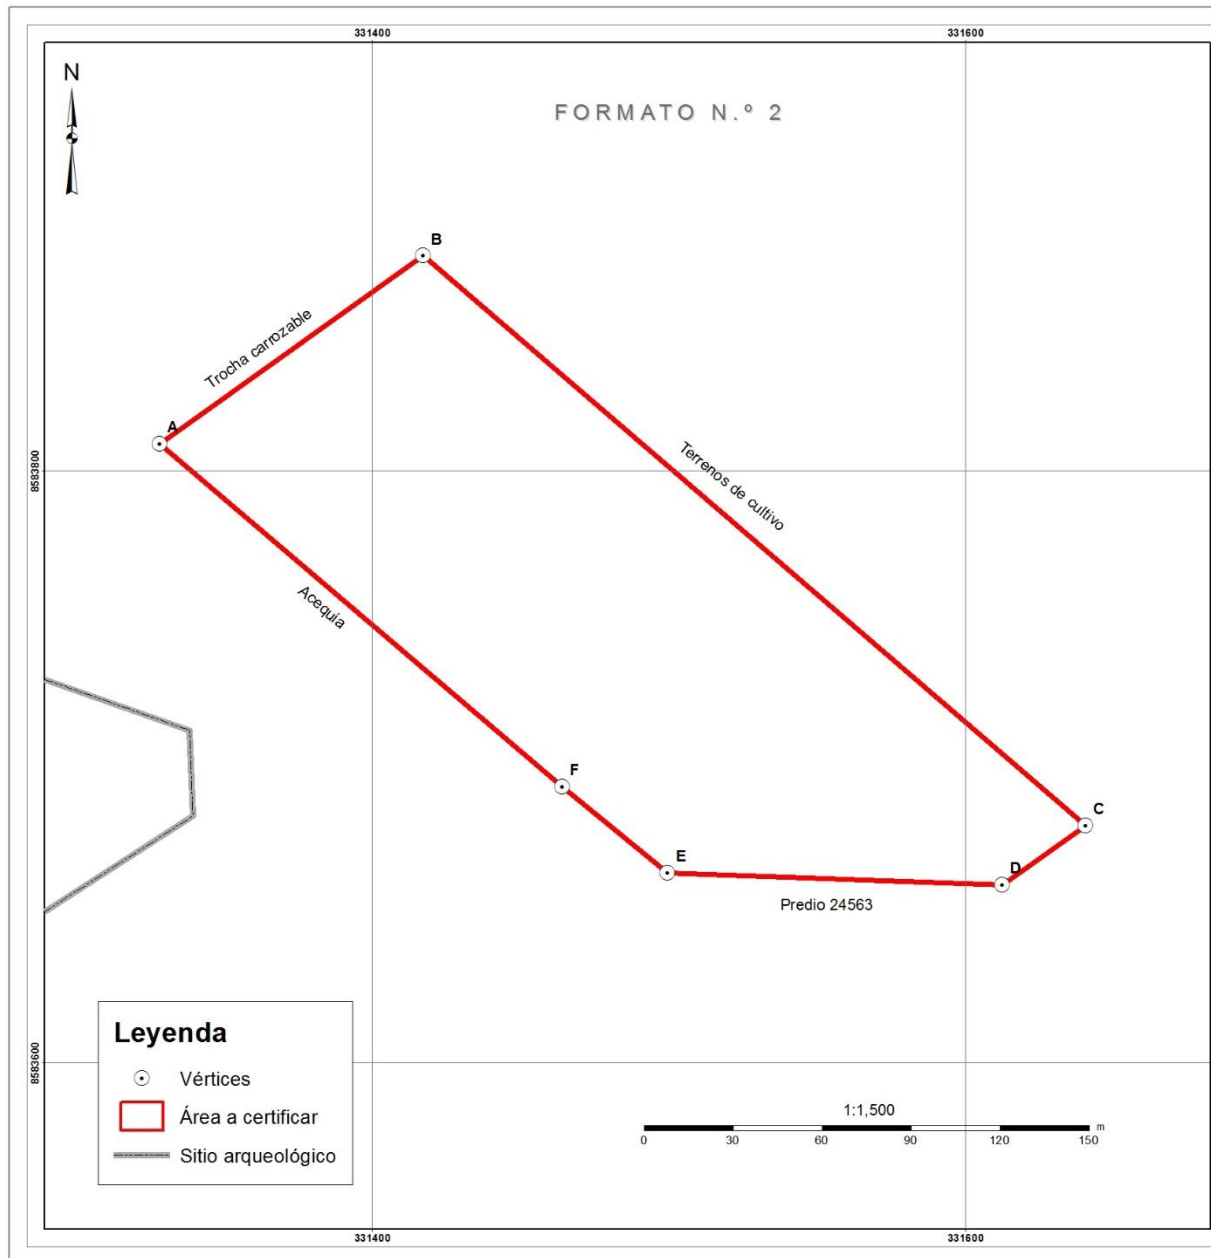 331400
331600
N
FORMATO N.º 2
B
Trocha carrozable
A
8583800
Terrenos de cultivo
Acequia
F
C
E
D
Predio 24563
Leyenda
Vértices
Área a certificar
Sitio arqueológico
8583600
1:1,500
m
0 30 60 90 120 150
331400
331600